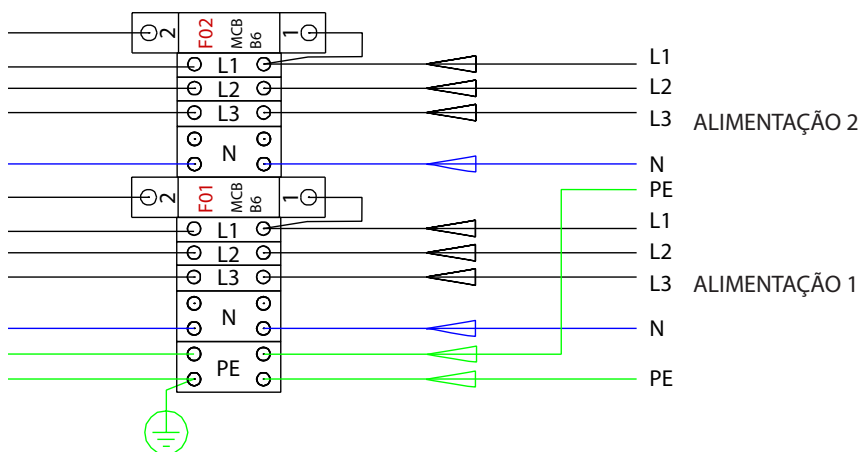 2 F02 MCB B6 1
L1 L1
L2 L2
L3 L3 ALIMENTAÇÃO 2
N N
PE
2 F01 MCB B6 1
L1 L1
L2 L2
L3 L3 ALIMENTAÇÃO 1
N N
PE PE